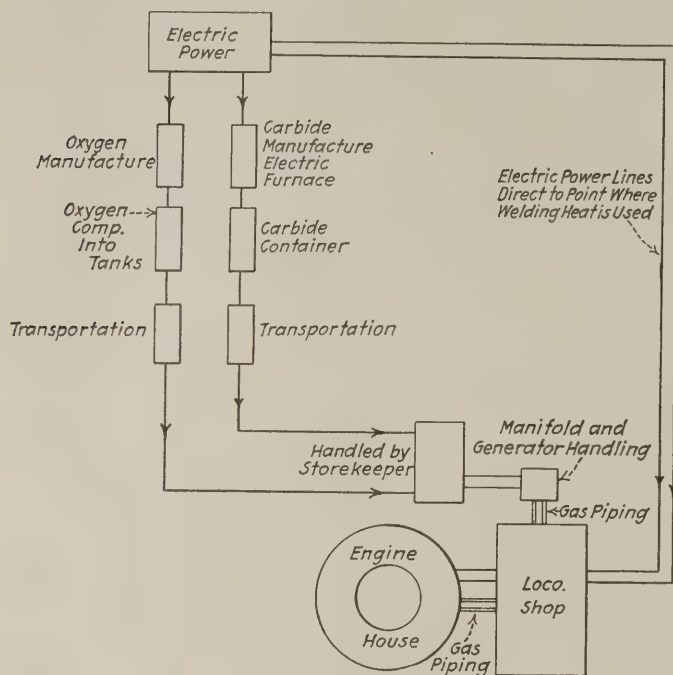 Electric
Power
Oxygen
Manufacture
Carbide
Manufacture
Electric
Furnace
Electric Power Lines
Direct to Point Where
Welding Heat is Used
Oxygen
Comp.
Into
Tanks
Carbide
Container
Transportation
Transportation
Handled by
Storekeeper
Manifold and
Generator Handling
Gas Piping
Engine
House
Loco.
Shop
Gas
Piping